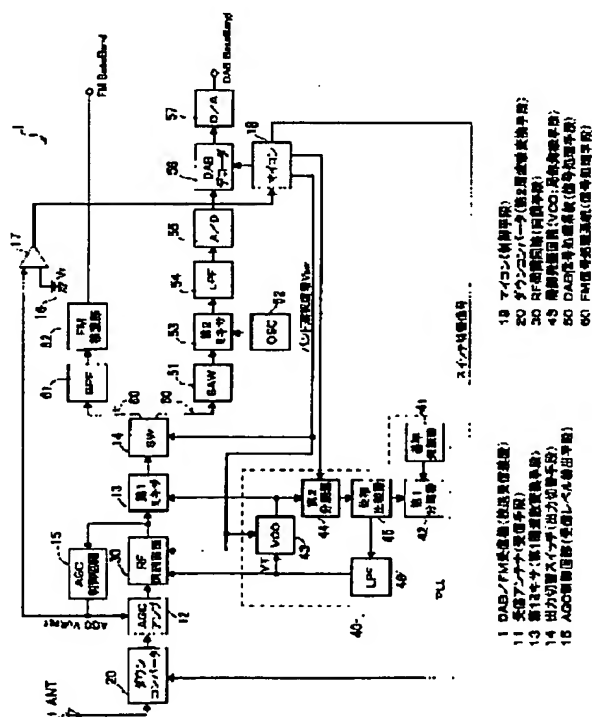 ANT
20
ダウン
コンバータ
12
AGC
アンプ
AGC Voltage
15
AGC
制御回路
30
RF
同調回路
13
第1
ミキサ
14
SW
60
50
61
BPF
62
FM
検波部
16
17
FM BaseBand
1
51
SAW
53
第2
ミキサ
52
OSC
54
LPF
55
A/D
56
DAB
デコーダ
57
D/A
DAB BaseBand
18
マイコン
バンド選択信号
スイッチ切替信号
40
VT
VCO
43
44
第2
分周器
45
位相
比較器
46
LPF
42
第1
分周器
41
PLL
1 DAB/FM受信機(放送受信装置)
11 受信アンテナ(受信手段)
13 第1ミキサ(第1周波数変換手段)
14 出力切替スイッチ(出力切替手段)
15 AGC制御回路(受信レベル検出手段)
18 マイコン(制御手段)
20 ダウンコンバータ(第2周波数変換手段)
30 RF同調回路(同調手段)
43 局部発振回路(VCO:局部発振手段)
50 DAB信号処理系統(信号処理手段)
60 FM信号処理系統(信号処理手段)